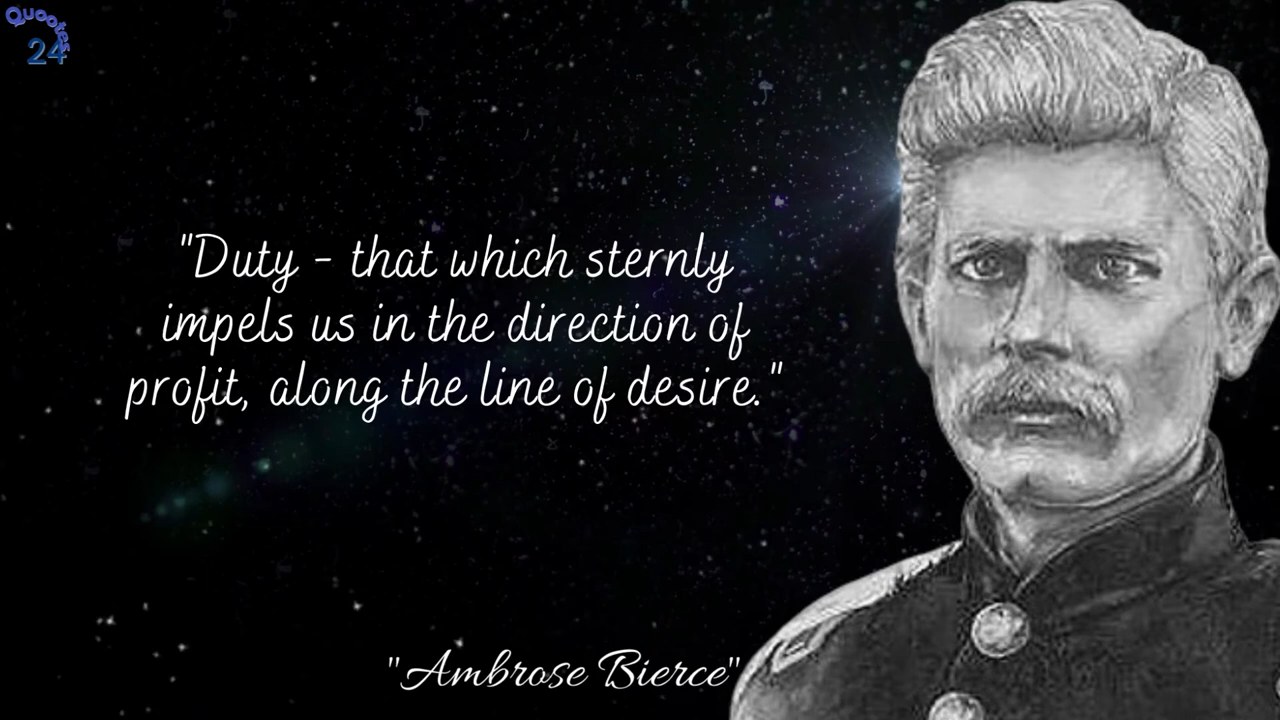 Quootes
24
"Duty - that which sternly
impels us in the direction of
profit, along the line of desire."
"Ambrose Bierce"